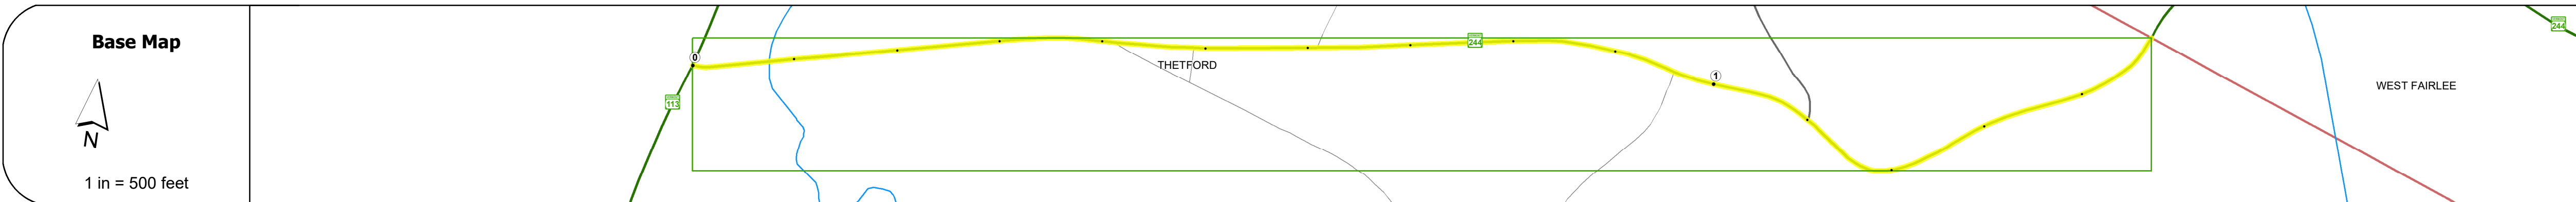 Base Map
N
1 in = 500 feet
0
113
THETFORD
244
1
WEST FAIRLEE
244